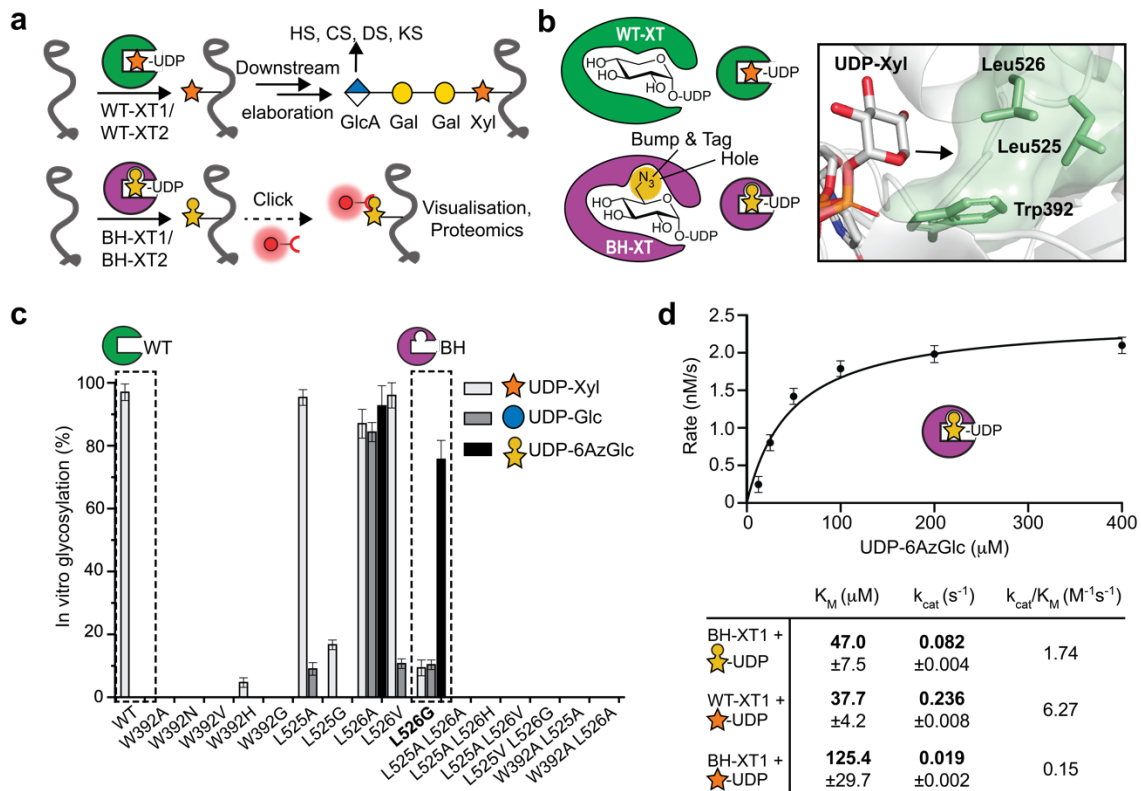 a
HS, CS, DS, KS
-UDP
WT-XT1/
WT-XT2
Downstream
elaboration
GlcA Gal Gal Xyl
-UDP
BH-XT1/
BH-XT2
Click
Visualisation,
Proteomics
b
WT-XT
HO
O
HO
HO
O-UDP
-UDP
Bump & Tag
Hole
N3
HO
O
HO
HO
O-UDP
BH-XT
-UDP
UDP-Xyl
Leu526
Leu525
Trp392
c
WT
BH
UDP-Xyl
UDP-Glc
UDP-6AzGlc
In vitro glycosylation (%)
100
80
60
40
20
10
0
WT
W392A
W392N
W392V
W392H
W392G
L525A
L525G
L526A
L526V
L526G
L525A L526A
L525A L526H
L525A L526V
L525V L526G
W392A L525A
W392A L526A
d
Rate (nM/s)
2.5
2.0
1.5
1.0
0.5
0
-UDP
0 100 200 300 400
UDP-6AzGlc (μM)
KM (μM) kcat (s-1) kcat/KM (M-1s-1)
BH-XT1 +
-UDP
47.0
±7.5
0.082
±0.004
1.74
WT-XT1 +
-UDP
37.7
±4.2
0.236
±0.008
6.27
BH-XT1 +
-UDP
125.4
±29.7
0.019
±0.002
0.15